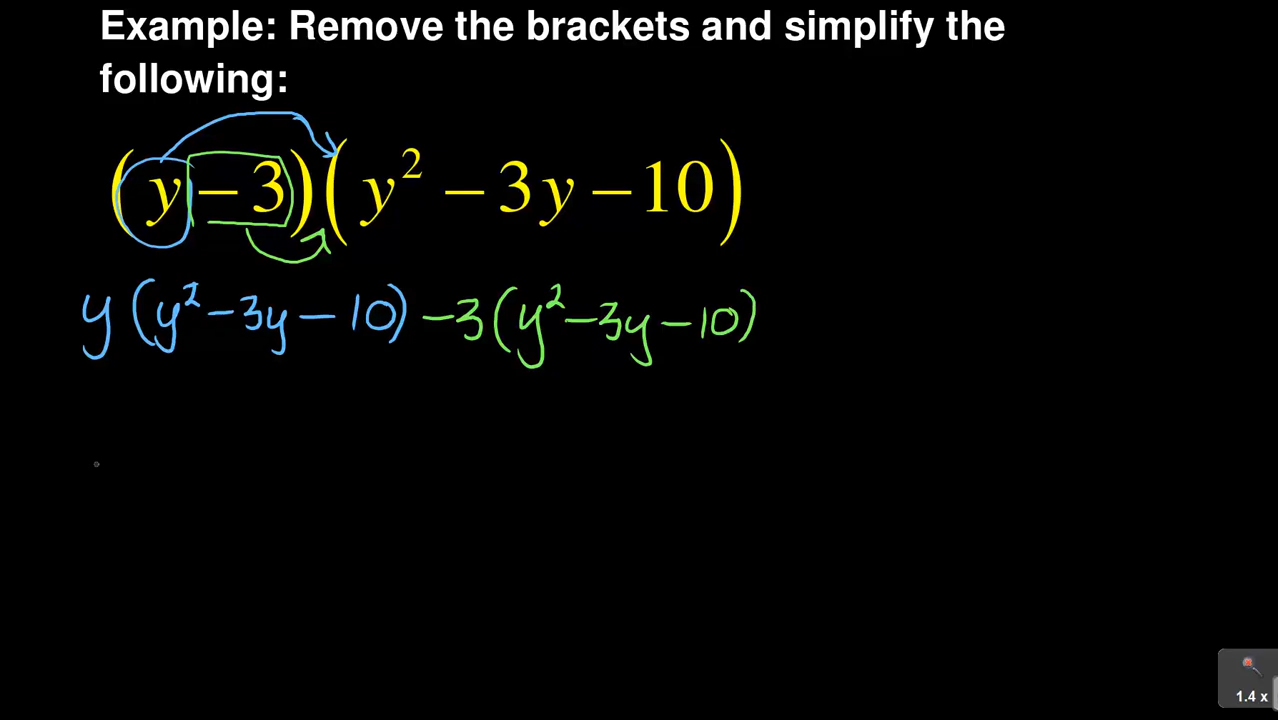 Example: Remove the brackets and simplify the
following:
(y − 3)(y² − 3y − 10)
y(y² − 3y − 10) − 3(y² − 3y − 10)
1.4 x